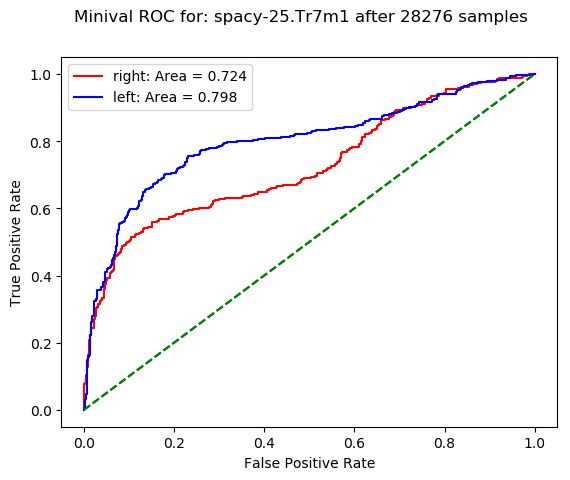 Minival ROC for: spacy-25.Tr7m1 after 28276 samples
right: Area = 0.724
left: Area = 0.798
1.0
0.8
0.6
0.4
0.2
0.0
True Positive Rate
0.0 0.2 0.4 0.6 0.8 1.0
False Positive Rate